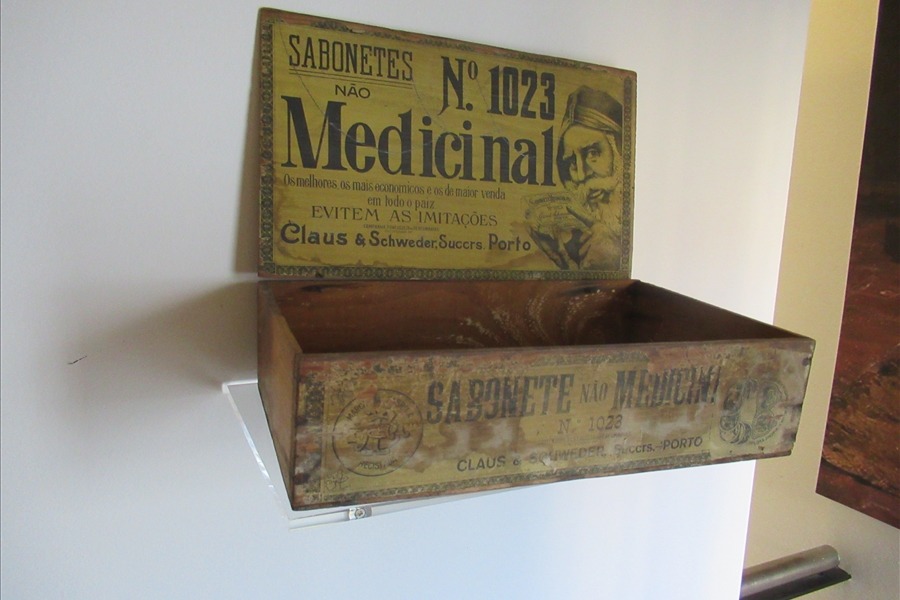 SABONETES
Nº 1023
NÃO
Medicinal
Os melhores, os mais economicos e os de maior venda
em todo o paiz
EVITEM AS IMITAÇÕES
Claus & Schweder, Succrs. Porto
SABONETE NÃO MEDICIN
N. 1023
CLAUS & SCHWEDER, Succrs. PORTO